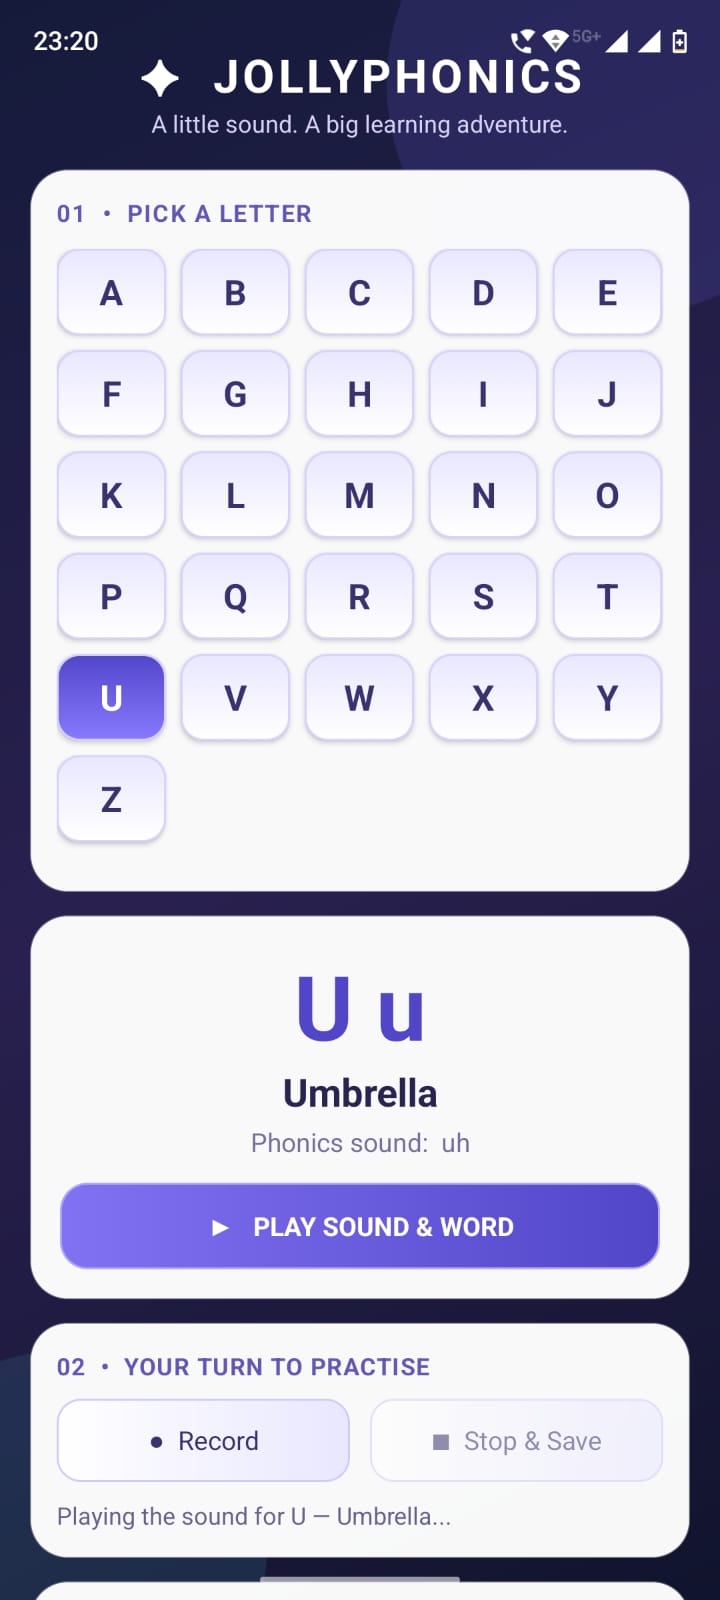 23:20 5G+
✦ JOLLYPHONICS
A little sound. A big learning adventure.
01 • PICK A LETTER
A B C D E
F G H I J
K L M N O
P Q R S T
U V W X Y
Z
U u
Umbrella
Phonics sound: uh
▶ PLAY SOUND & WORD
02 • YOUR TURN TO PRACTISE
● Record ■ Stop & Save
Playing the sound for U — Umbrella...